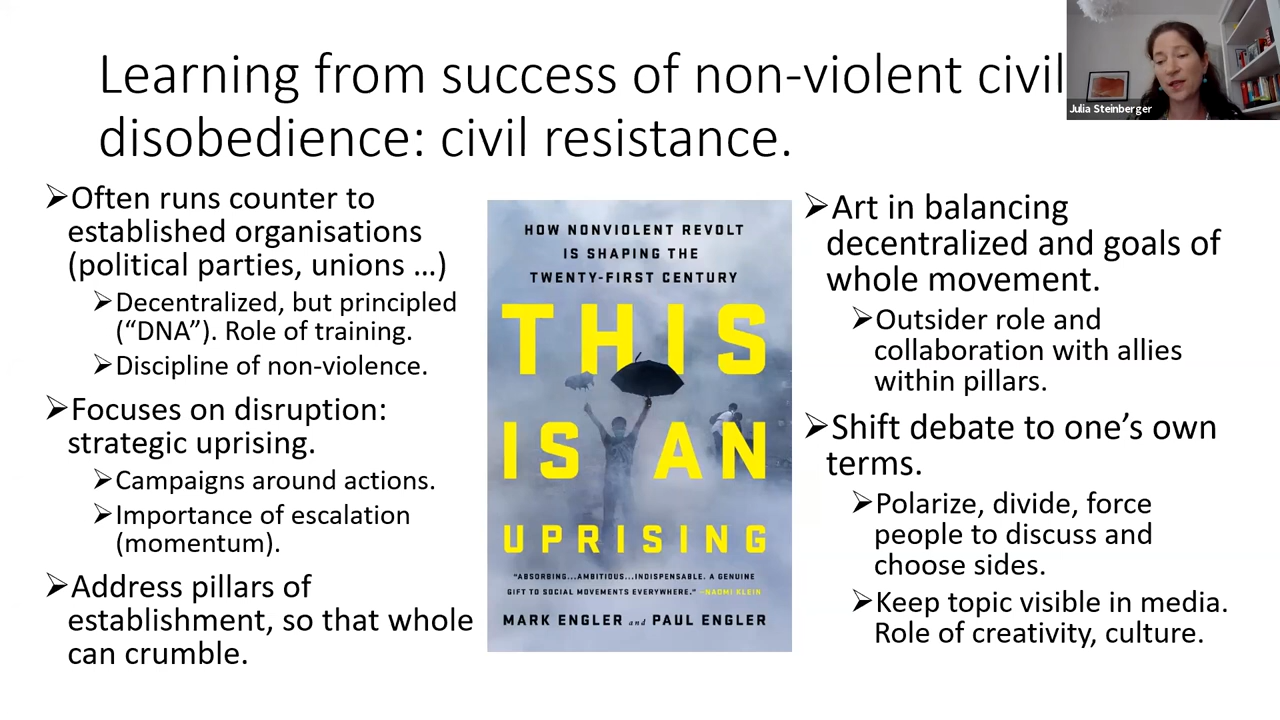 Learning from success of non-violent civil
disobedience: civil resistance.
Julia Steinberger
➢Often runs counter to
established organisations
(political parties, unions …)
➢Decentralized, but principled
(“DNA”). Role of training.
➢Discipline of non-violence.
➢Focuses on disruption:
strategic uprising.
➢Campaigns around actions.
➢Importance of escalation
(momentum).
➢Address pillars of
establishment, so that whole
can crumble.
HOW NONVIOLENT REVOLT
IS SHAPING THE
TWENTY-FIRST CENTURY
THIS
IS AN
UPRISING
"ABSORBING...AMBITIOUS...INDISPENSABLE. A GENUINE
GIFT TO SOCIAL MOVEMENTS EVERYWHERE." –NAOMI KLEIN
MARK ENGLER and PAUL ENGLER
➢Art in balancing
decentralized and goals of
whole movement.
➢Outsider role and
collaboration with allies
within pillars.
➢Shift debate to one’s own
terms.
➢Polarize, divide, force
people to discuss and
choose sides.
➢Keep topic visible in media.
Role of creativity, culture.